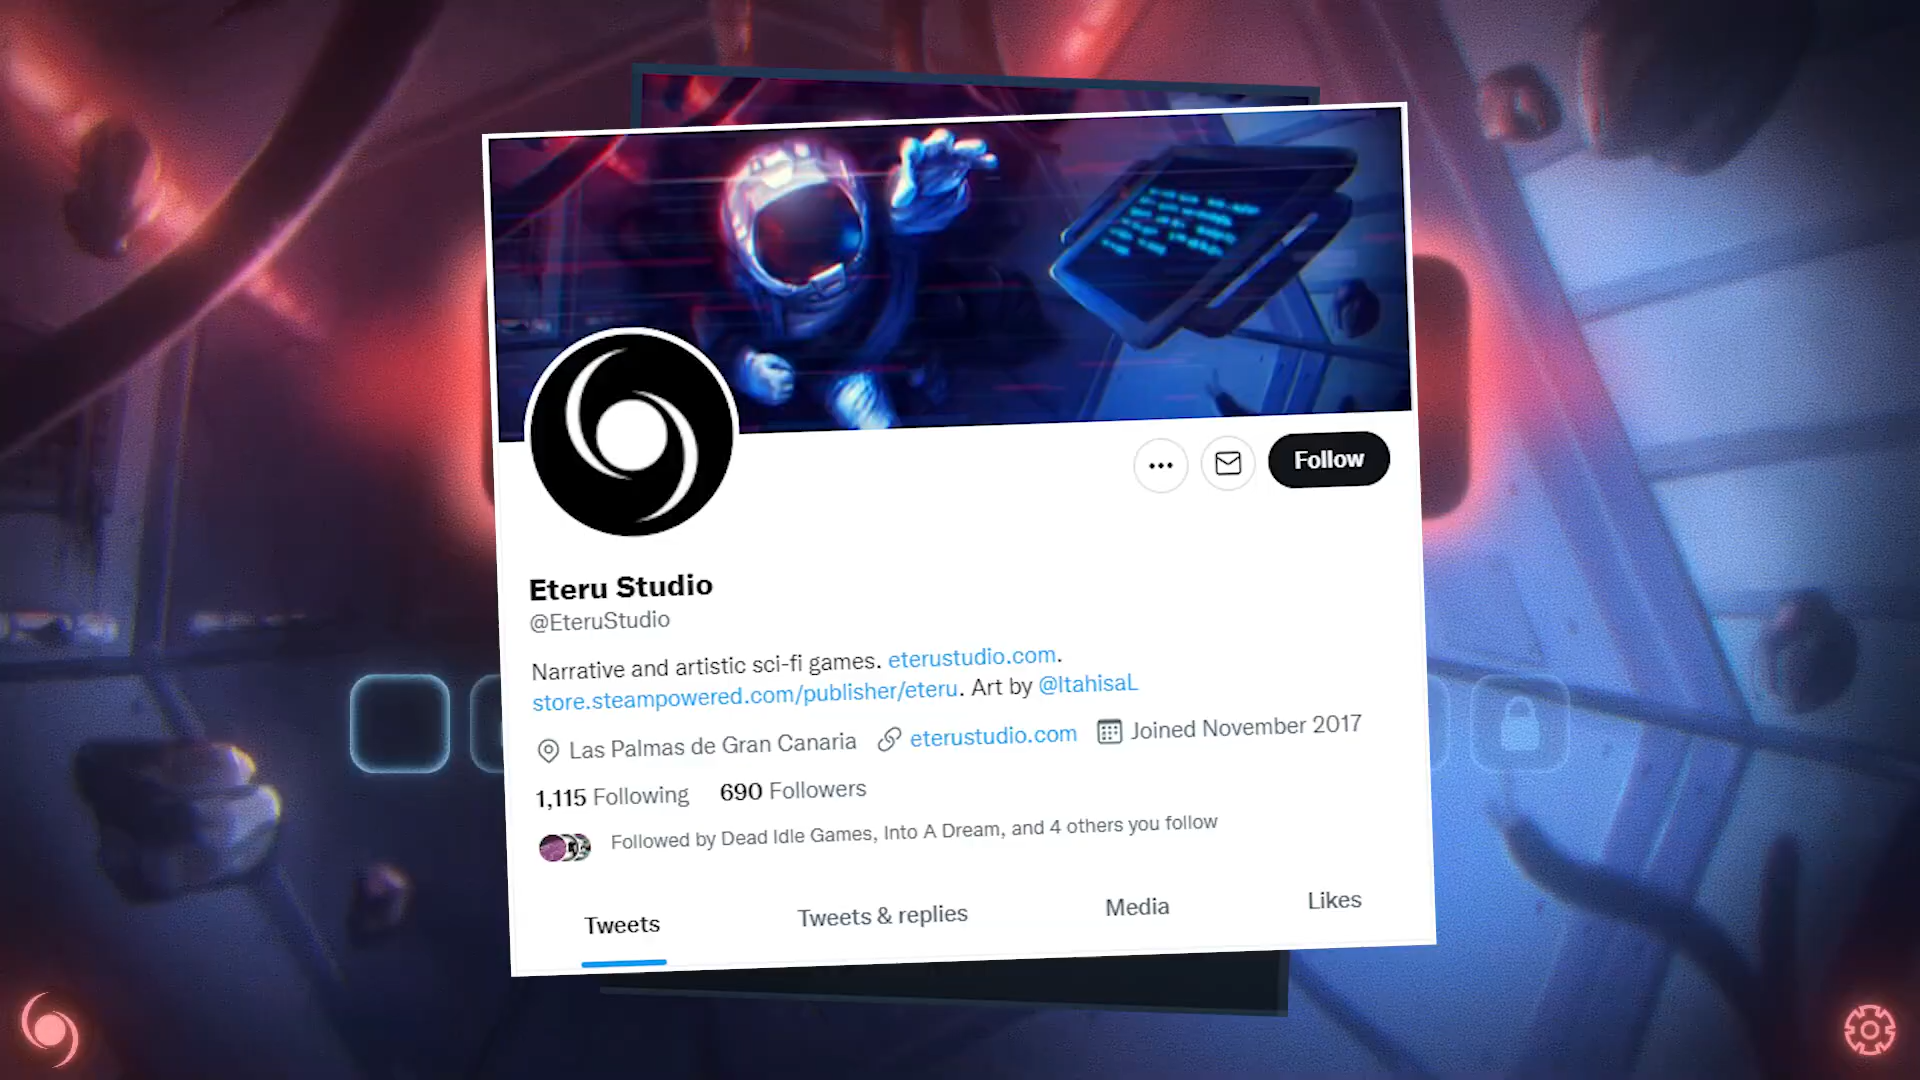 Follow
Eteru Studio
@EteruStudio
Narrative and artistic sci-fi games. eterustudio.com.
store.steampowered.com/publisher/eteru. Art by @ItahisaL
Las Palmas de Gran Canaria eterustudio.com Joined November 2017
1,115 Following 690 Followers
Followed by Dead Idle Games, Into A Dream, and 4 others you follow
Tweets Tweets & replies Media Likes